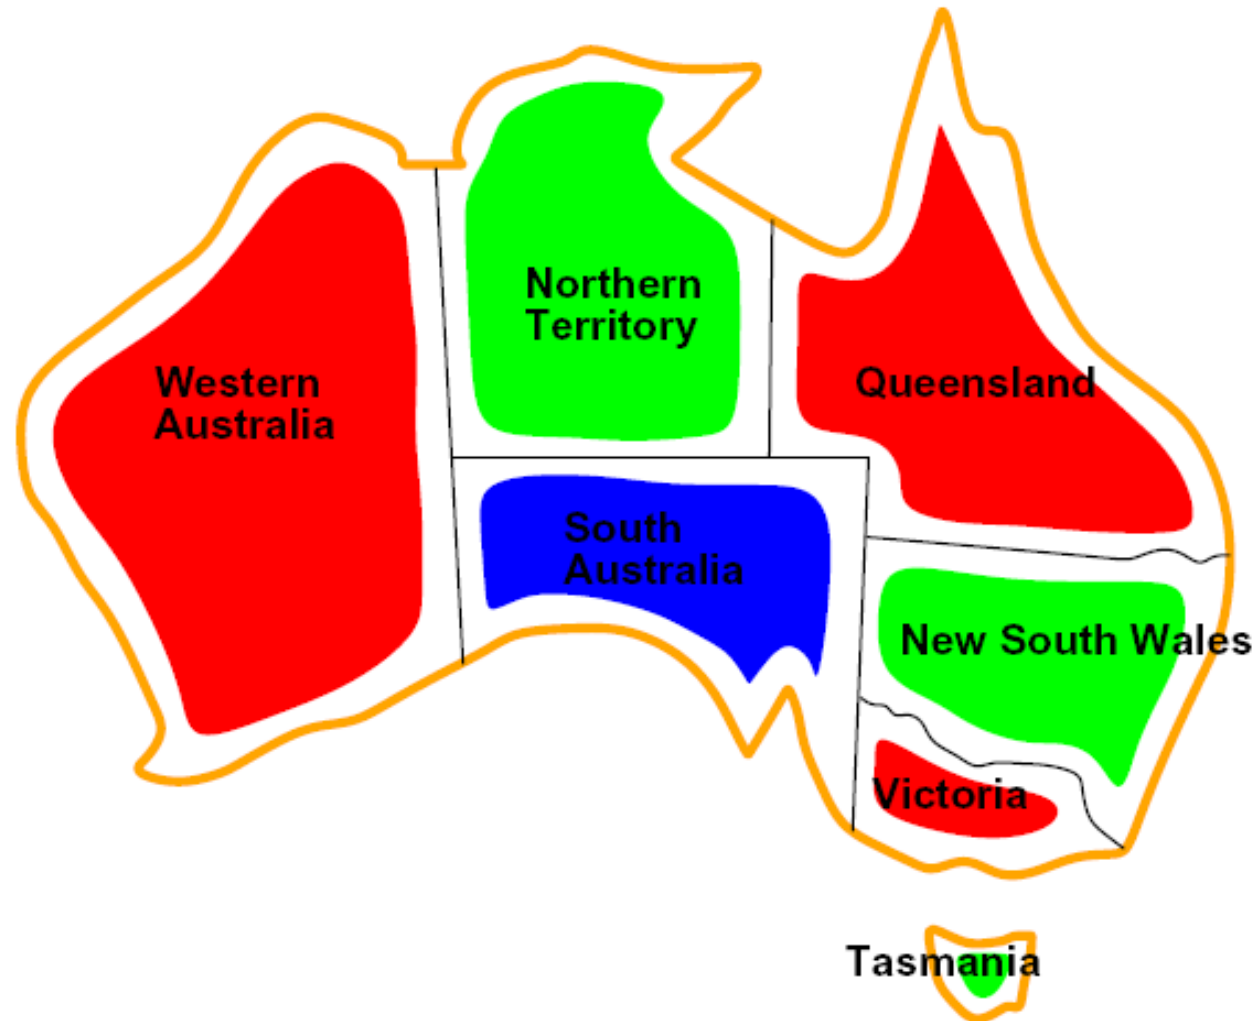 Northern
Territory
Western
Australia
Queensland
South
Australia
New South Wales
Victoria
Tasmania